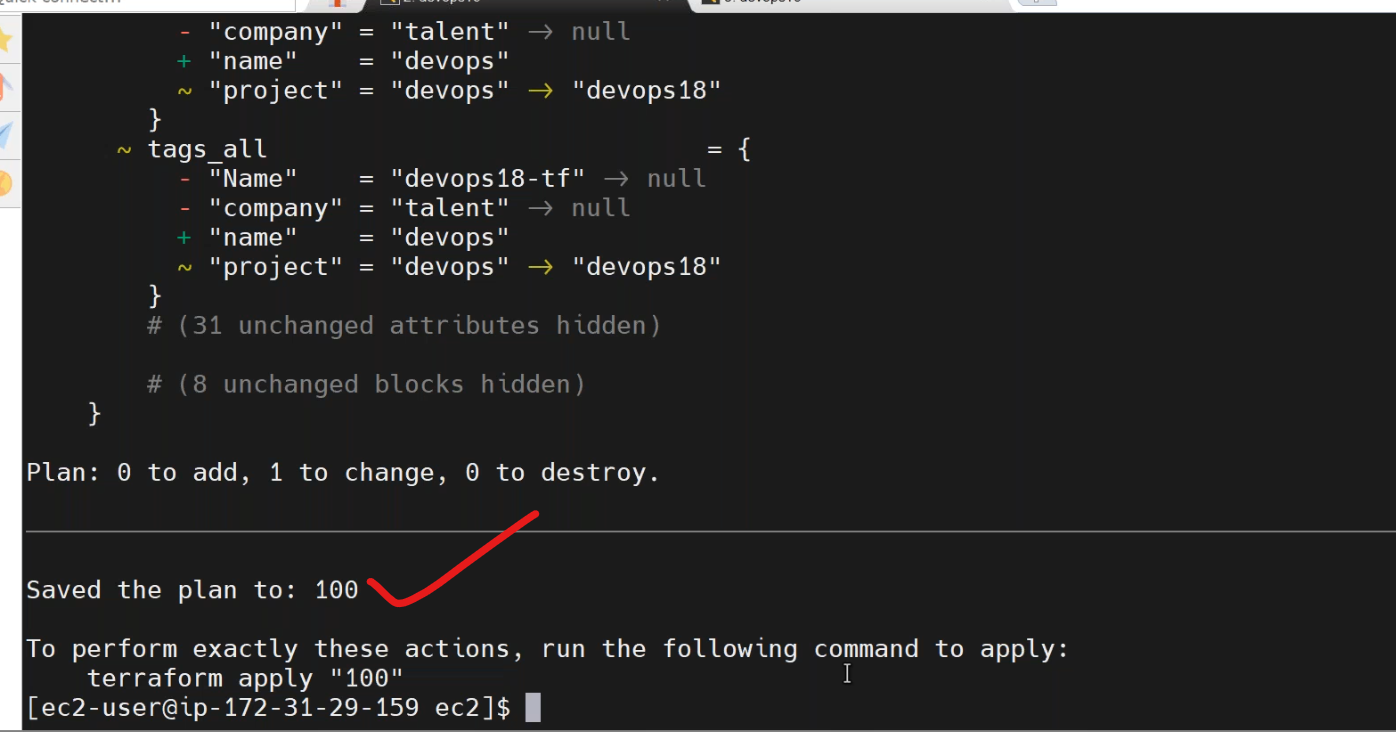 - "company" = "talent" -> null
+ "name"    = "devops"
~ "project" = "devops" -> "devops18"
}
~ tags_all                             = {
- "Name"    = "devops18-tf" -> null
- "company" = "talent" -> null
+ "name"    = "devops"
~ "project" = "devops" -> "devops18"
}
# (31 unchanged attributes hidden)
# (8 unchanged blocks hidden)
}
Plan: 0 to add, 1 to change, 0 to destroy.
Saved the plan to: 100
To perform exactly these actions, run the following command to apply:
terraform apply "100"
[ec2-user@ip-172-31-29-159 ec2]$